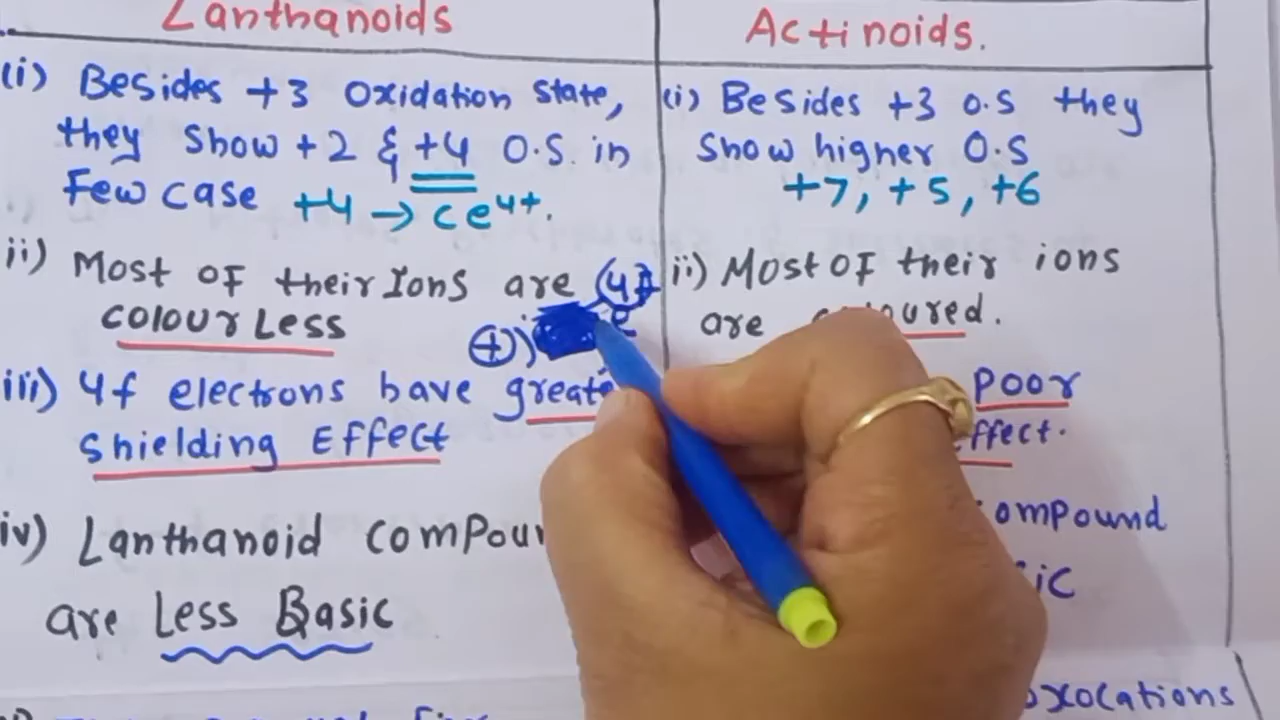 Lanthanoids
Actinoids.
(i) Besides +3 Oxidation State,
they Show +2 & +4 O.S. in
Few case +4 → Ce⁴⁺.
ii) Most OF their Ions are (4f
colourLess
(+))
iii) 4f electrons have
Shielding EFFect
iv) Lanthanoid
are Less Basic
(i) Besides +3 O.S they
Show higher O.S
+7, +5, +6
ii) Most OF their ions
are
Poor
oxocations